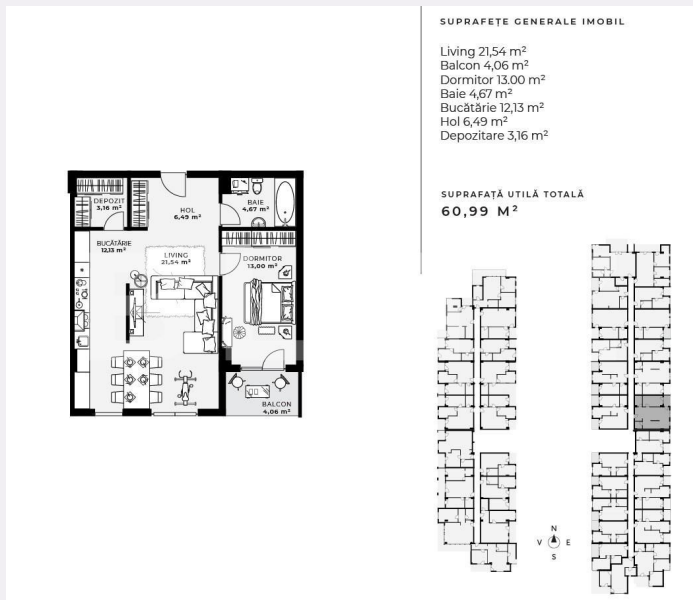 SUPRAFEȚE GENERALE IMOBIL
Living 21,54 m²
Balcon 4,06 m²
Dormitor 13.00 m²
Baie 4,67 m²
Bucătărie 12,13 m²
Hol 6,49 m²
Depozitare 3,16 m²
SUPRAFAȚĂ UTILĂ TOTALĂ
60,99 M²
DEPOZIT
3,16 m²
HOL
6,49 m²
BAIE
4,67 m²
BUCĂTĂRIE
12,13 m²
LIVING
21,54 m²
DORMITOR
13,00 m²
BALCON
4,06 m²
N
V E
S